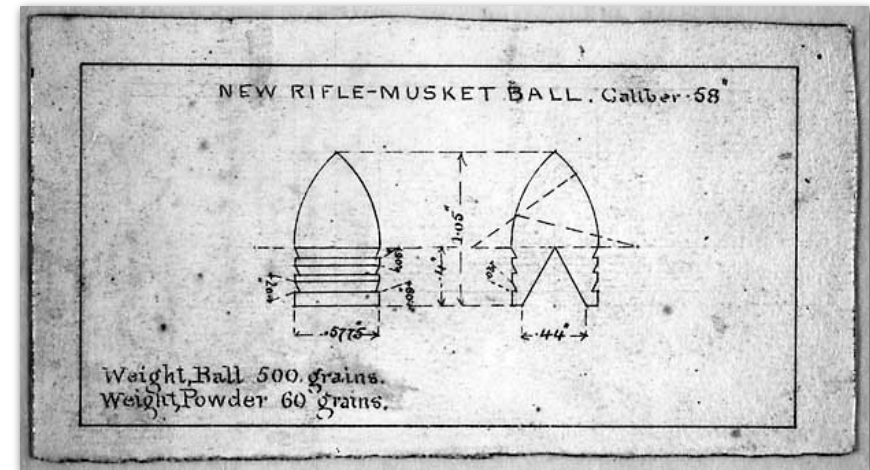 NEW RIFLE-MUSKET BALL. Caliber .58"
1.05"
.4"
.5775"
.44"
Weight, Ball 500 grains.
Weight, Powder 60 grains.